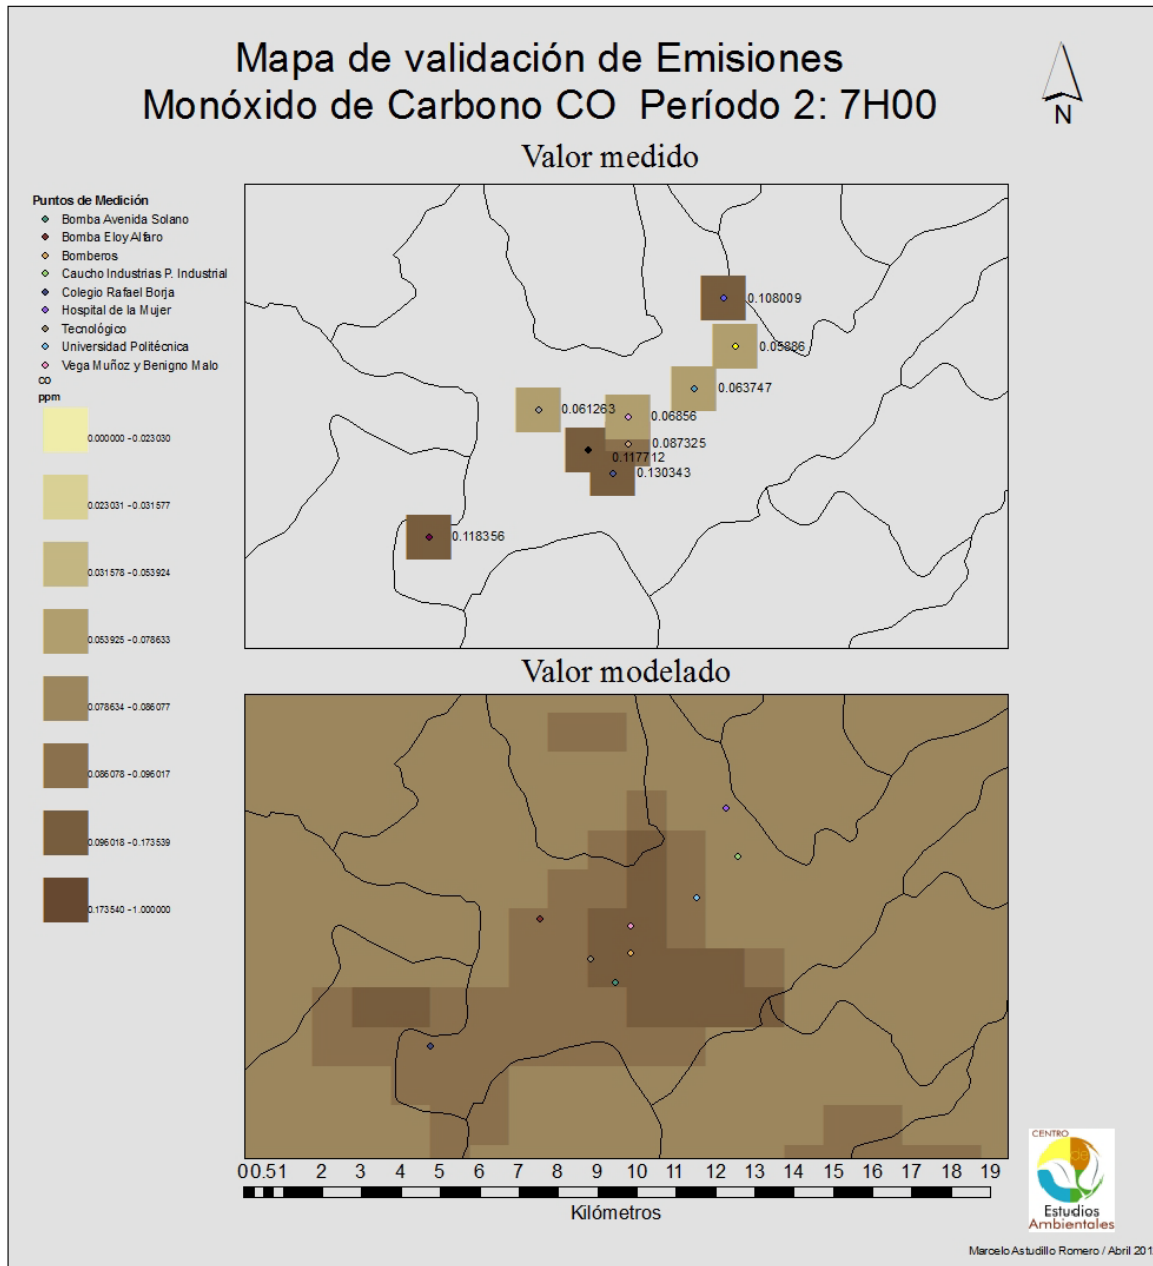 Mapa de validación de Emisiones
Monóxido de Carbono CO Período 2: 7H00
N
Valor medido
Puntos de Medición
Bomba Avenida Solano
Bomba Eloy Alfaro
Bomberos
Caucho Industrias P. Industrial
Colegio Rafael Borja
Hospital de la Mujer
Tecnológico
Universidad Politécnica
Vega Muñoz y Benigno Malo
CO
ppm
0.000000 - 0.023030
0.023031 - 0.031577
0.031578 - 0.053924
0.053925 - 0.078633
0.078634 - 0.086077
0.086078 - 0.096017
0.096018 - 0.173539
0.173540 - 1.000000
0.108009
0.05886
0.063747
0.061263
0.06856
0.087325
0.117712
0.130343
0.118356
Valor modelado
0 0.5 1 2 3 4 5 6 7 8 9 10 11 12 13 14 15 16 17 18 19
Kilómetros
CENTRO
Estudios
Ambientales
Marcelo Astudillo Romero / Abril 201